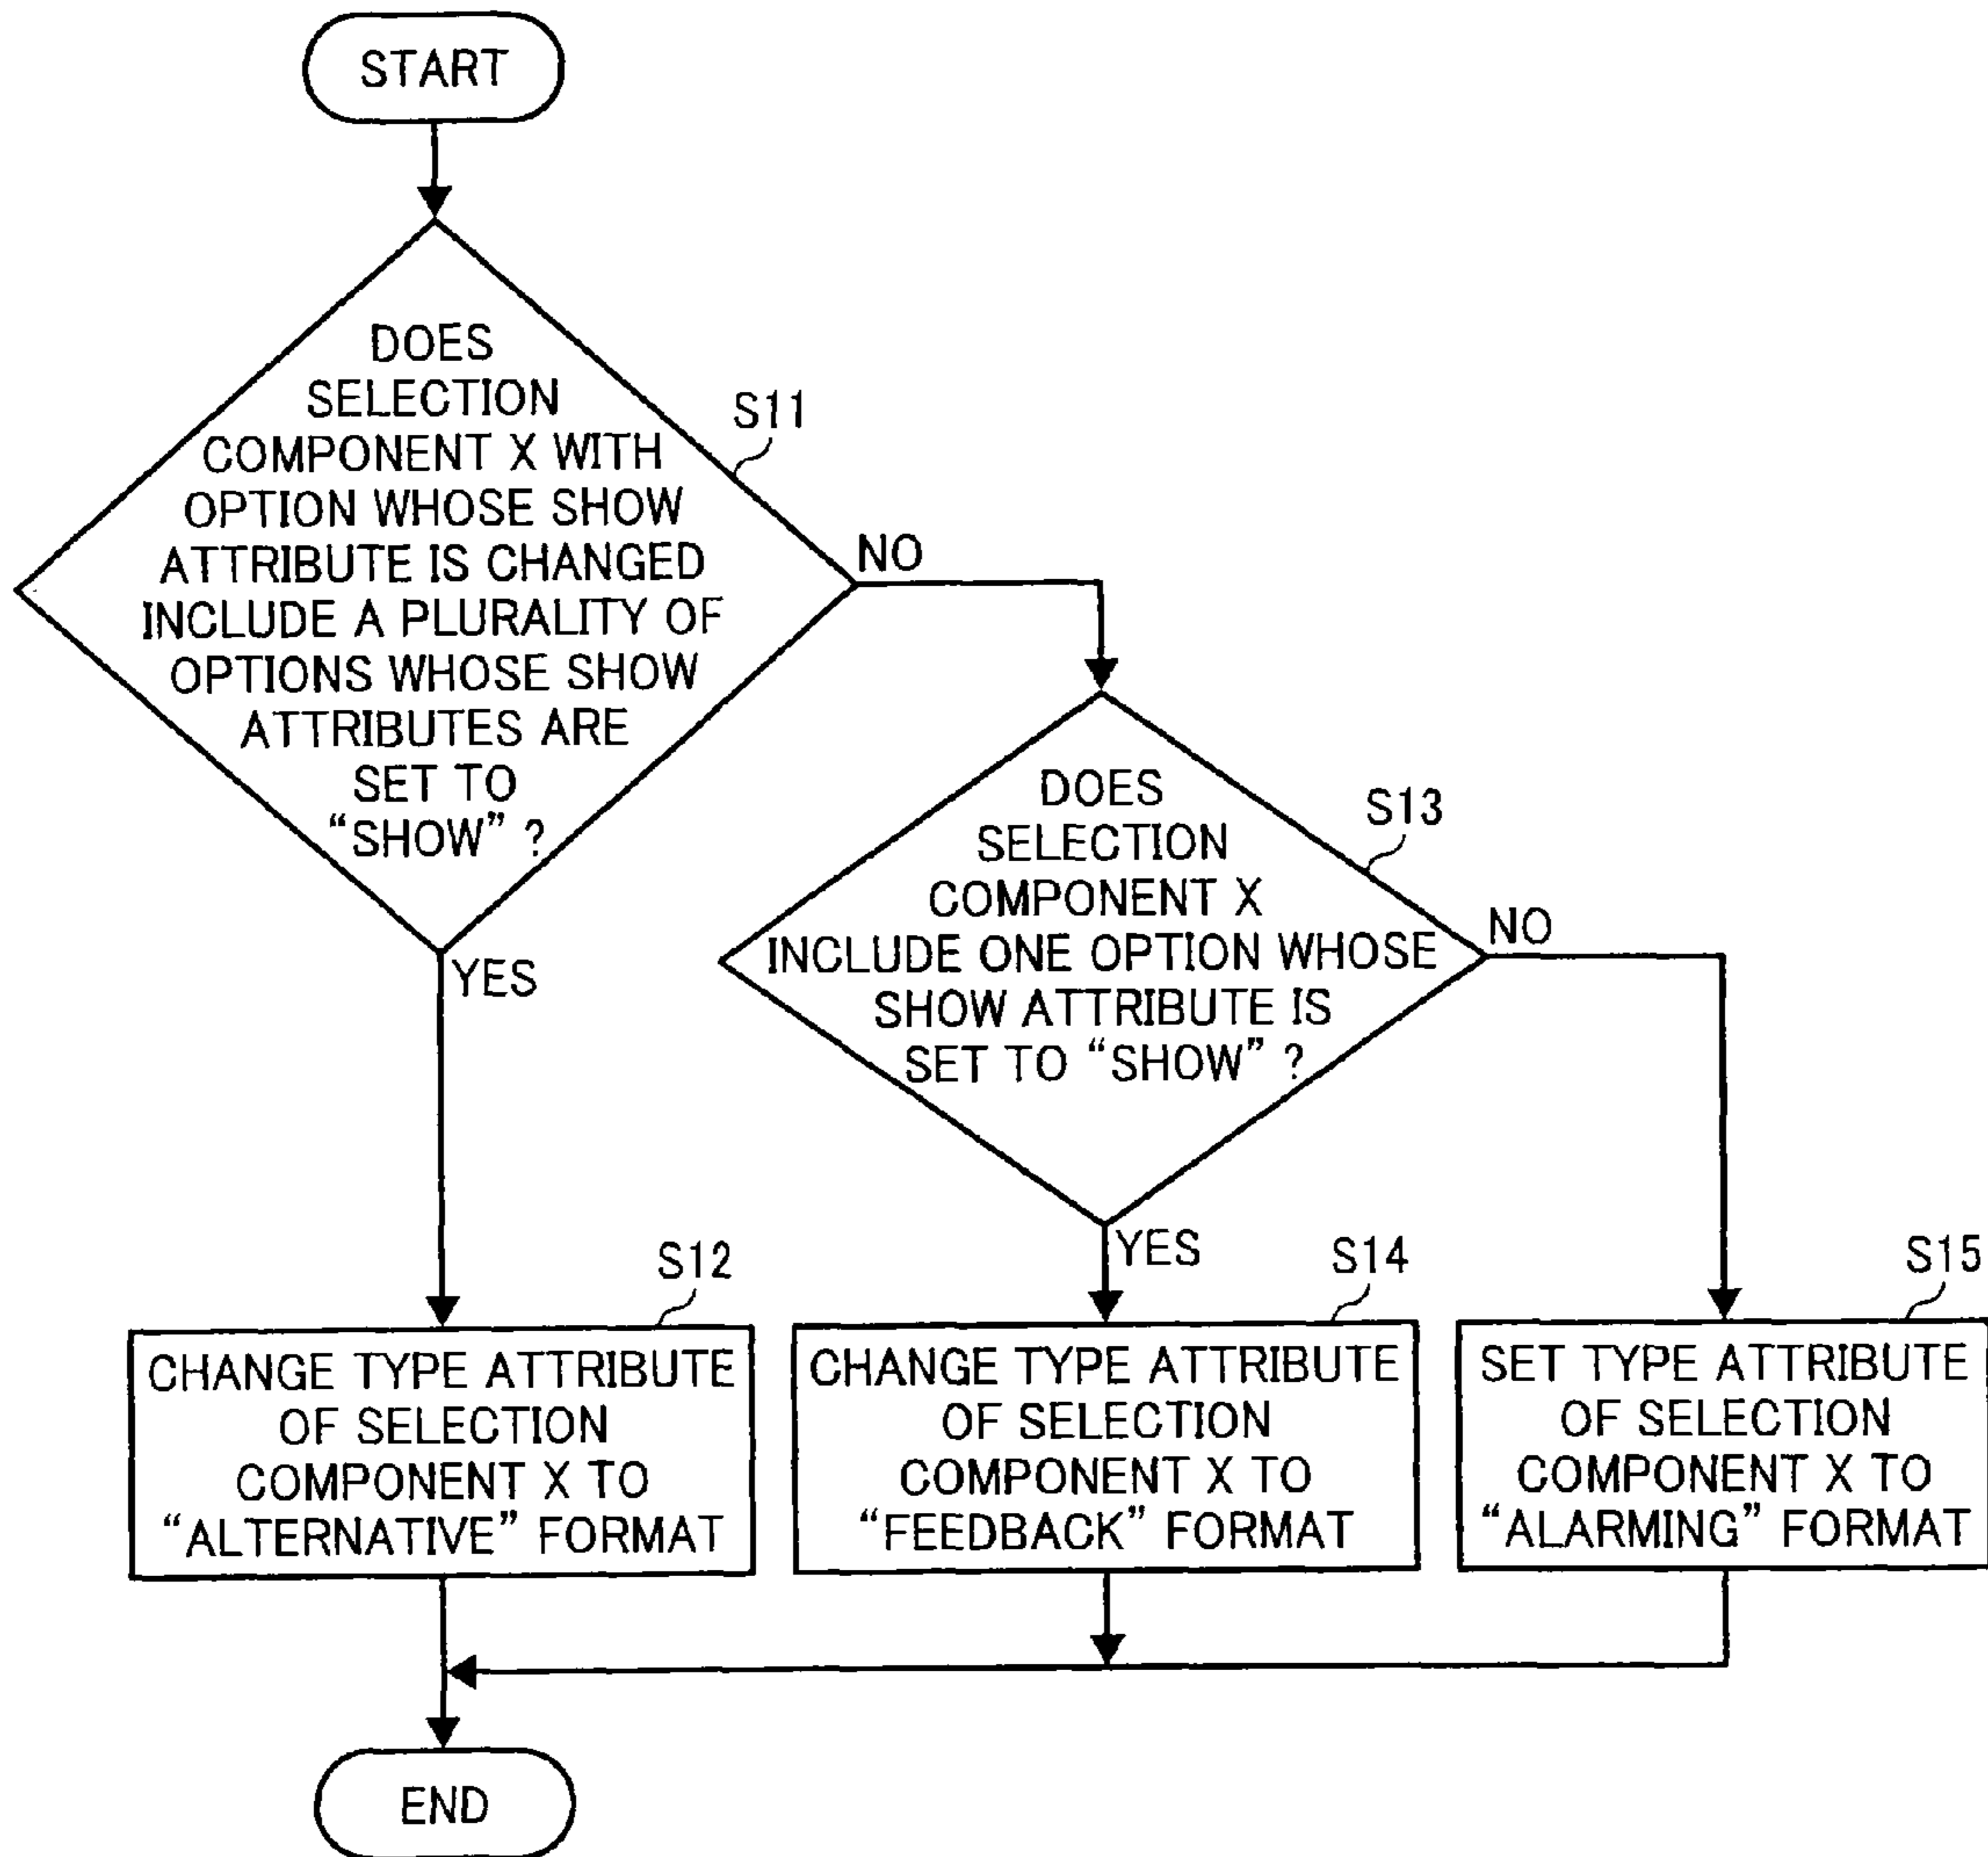 START
DOES
SELECTION
COMPONENT X WITH
OPTION WHOSE SHOW
ATTRIBUTE IS CHANGED
INCLUDE A PLURALITY OF
OPTIONS WHOSE SHOW
ATTRIBUTES ARE
SET TO
“SHOW” ?
S11
NO
YES
DOES
SELECTION
COMPONENT X
INCLUDE ONE OPTION WHOSE
SHOW ATTRIBUTE IS
SET TO “SHOW” ?
S13
NO
YES
S12
CHANGE TYPE ATTRIBUTE
OF SELECTION
COMPONENT X TO
“ALTERNATIVE” FORMAT
S14
CHANGE TYPE ATTRIBUTE
OF SELECTION
COMPONENT X TO
“FEEDBACK” FORMAT
S15
SET TYPE ATTRIBUTE
OF SELECTION
COMPONENT X TO
“ALARMING” FORMAT
END